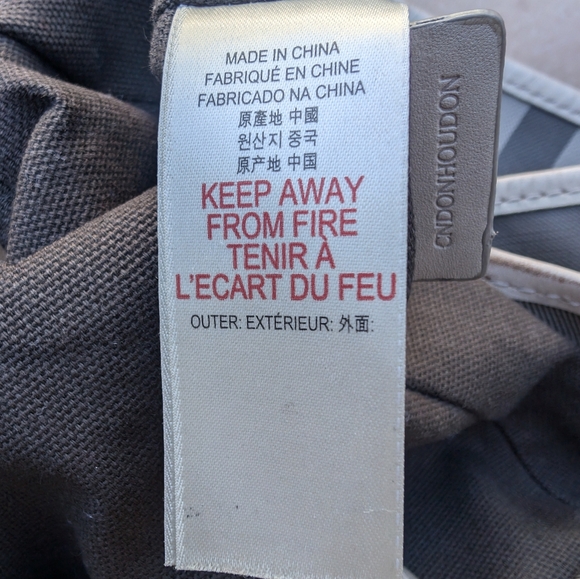 MADE IN CHINA
FABRIQUÉ EN CHINE
FABRICADO NA CHINA
原產地 中國
원산지 중국
原产地 中国
KEEP AWAY
FROM FIRE
TENIR À
L'ECART DU FEU
OUTER: EXTÉRIEUR: 外面:
CNDONHOUDON